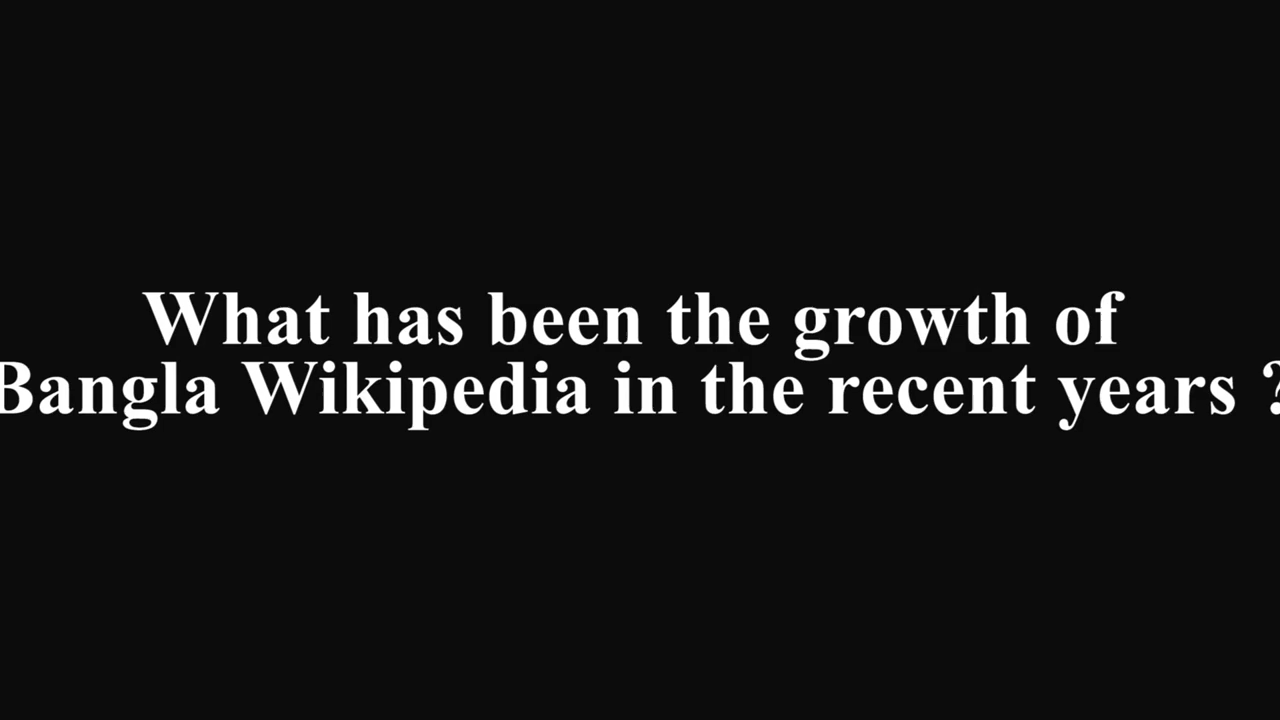 What has been the growth of
Bangla Wikipedia in the recent years ?